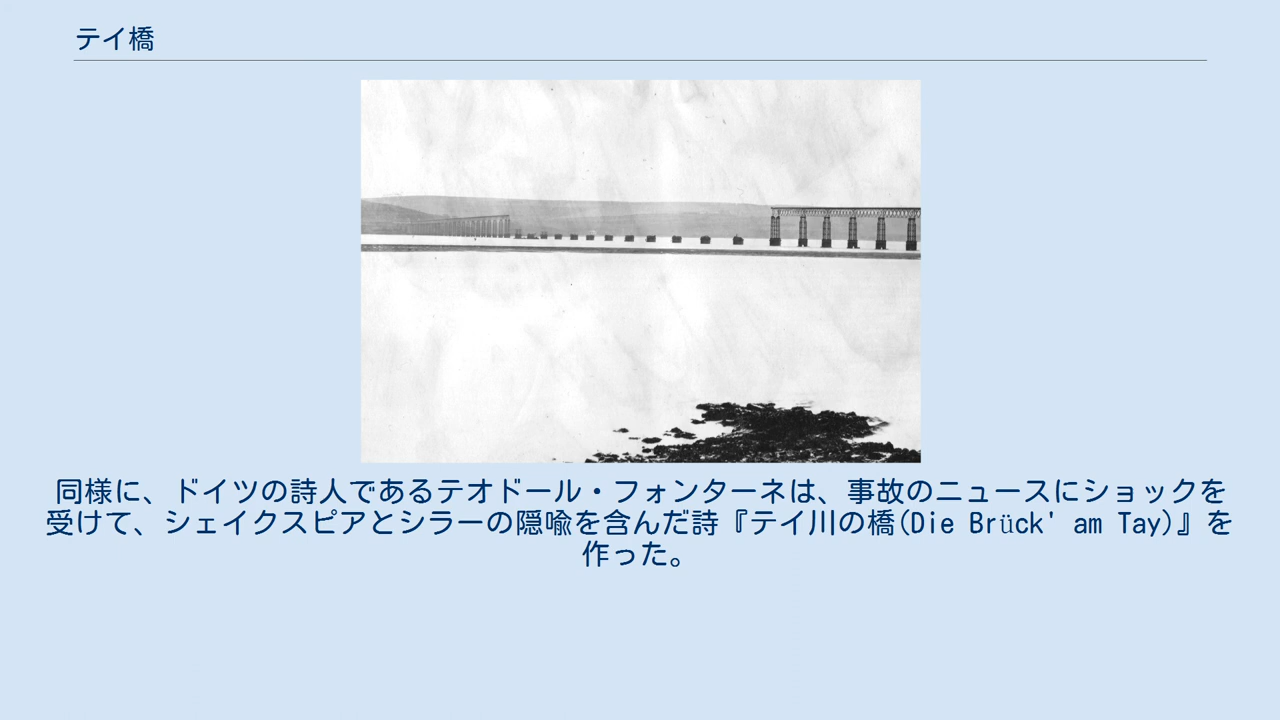 テイ橋
同様に、ドイツの詩人であるテオドール・フォンターネは、事故のニュースにショックを
受けて、シェイクスピアとシラーの隠喩を含んだ詩『テイ川の橋(Die Brück' am Tay)』を
作った。